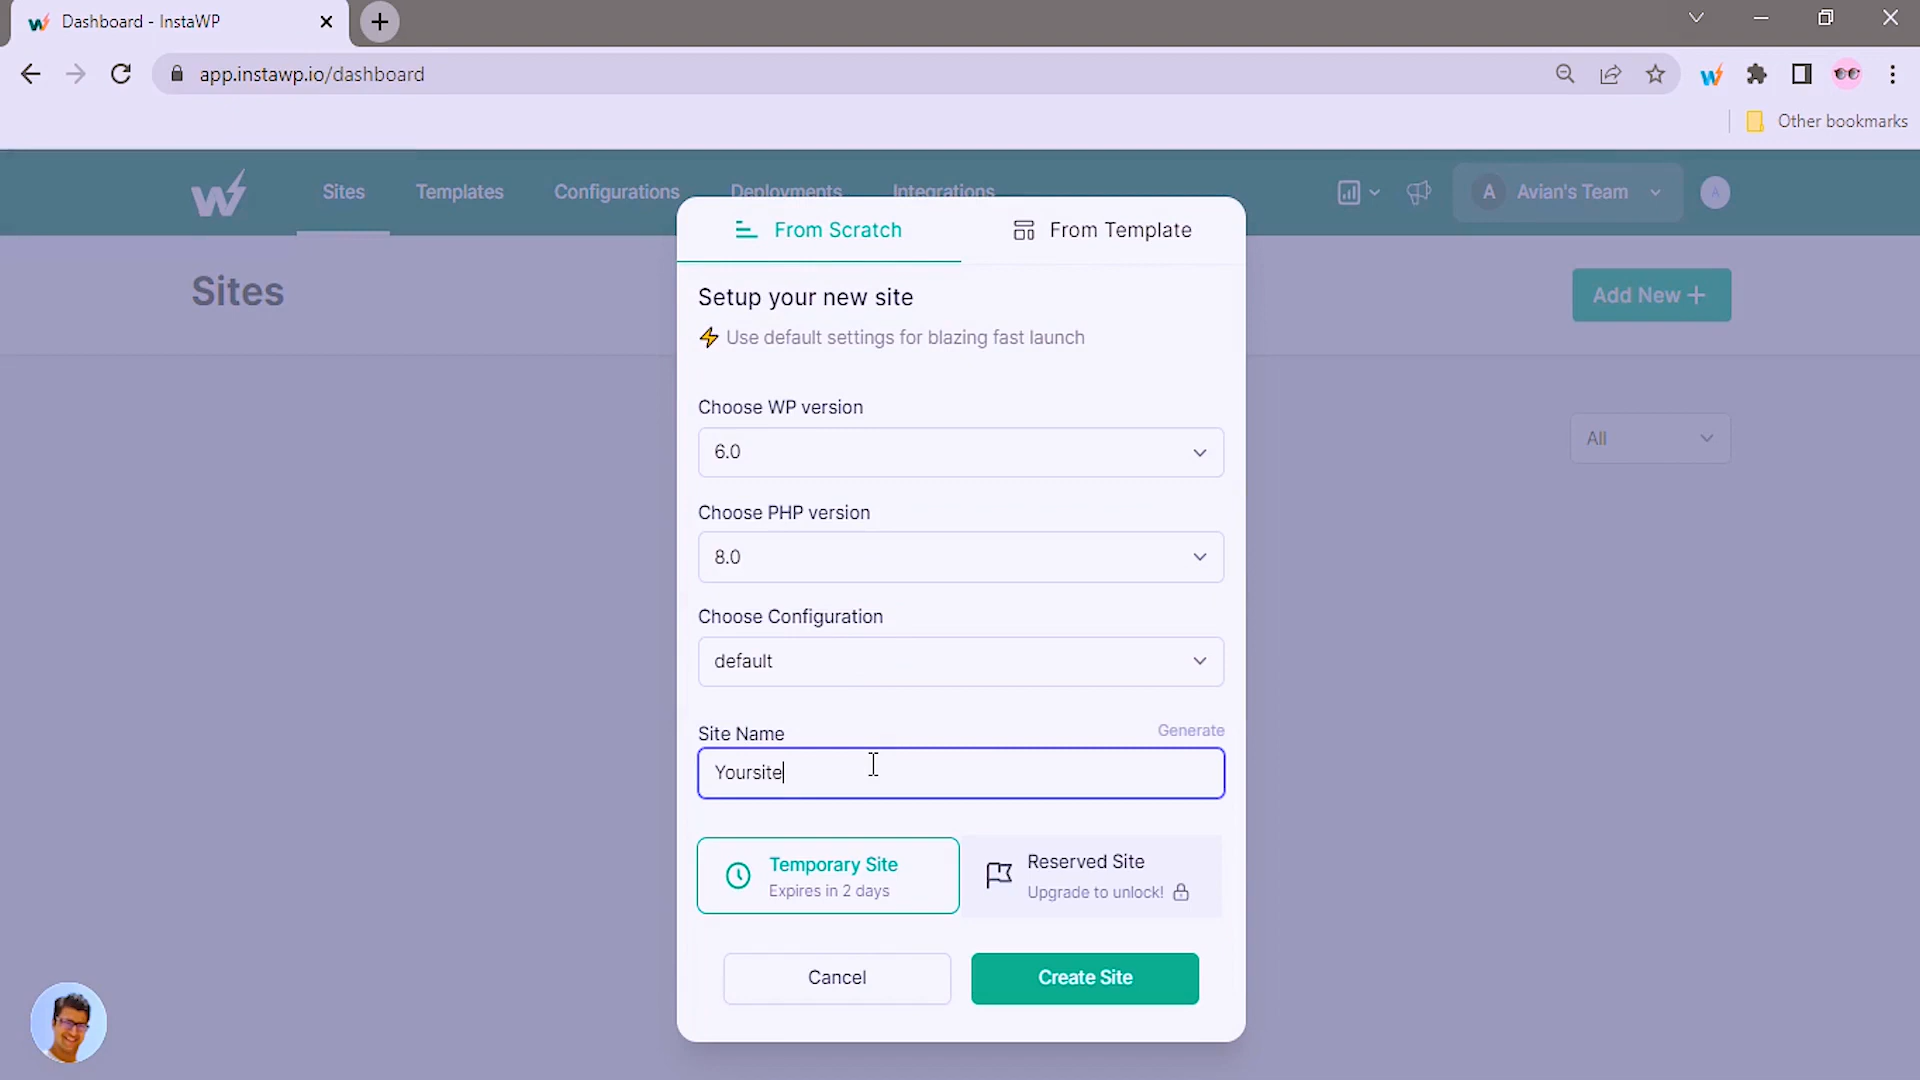 Dashboard - InstaWP
app.instawp.io/dashboard
Other bookmarks
Sites
Templates
Configurations
Deployments
Integrations
A
Avian's Team
A
From Scratch
From Template
Sites
Add New +
Setup your new site
Use default settings for blazing fast launch
Choose WP version
6.0
All
Choose PHP version
8.0
Choose Configuration
default
Site Name
Generate
Yoursite
Temporary Site
Expires in 2 days
Reserved Site
Upgrade to unlock!
Cancel
Create Site